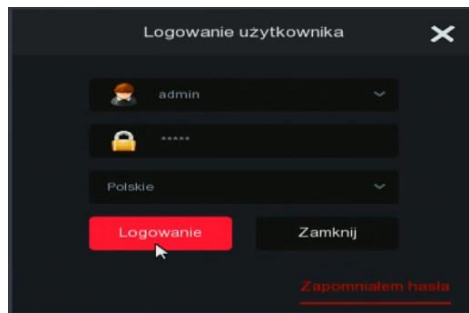 Logowanie użytkownika
admin
*****
Polskie
Logowanie
Zamknij
Zapomniałem hasła